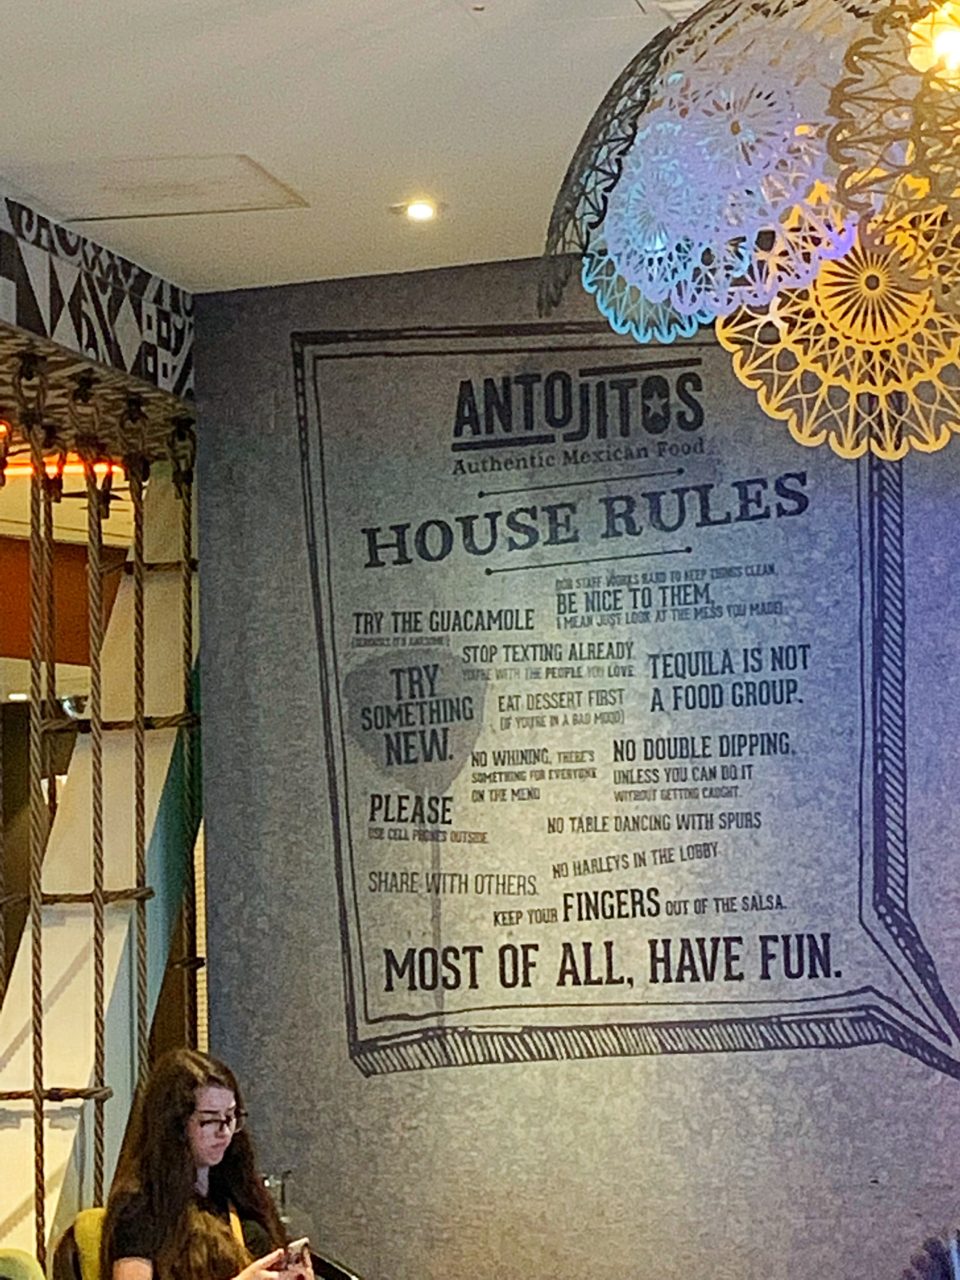 ANTOJITOS
Authentic Mexican Food
HOUSE RULES
OUR STAFF WORKS HARD TO KEEP THINGS CLEAN.
BE NICE TO THEM,
(I MEAN JUST LOOK AT THE MESS YOU MADE).
TRY THE GUACAMOLE
(SERIOUSLY IT'S AWESOME)
STOP TEXTING ALREADY.
YOU'RE WITH THE PEOPLE YOU LOVE
TEQUILA IS NOT
A FOOD GROUP.
TRY
SOMETHING
NEW.
EAT DESSERT FIRST
(IF YOU'RE IN A BAD MOOD)
NO WHINING, THERE'S
SOMETHING FOR EVERYONE
ON THE MENU
NO DOUBLE DIPPING,
UNLESS YOU CAN DO IT
WITHOUT GETTING CAUGHT.
PLEASE
USE CELL PHONES OUTSIDE.
NO TABLE DANCING WITH SPURS
NO HARLEYS IN THE LOBBY
SHARE WITH OTHERS.
KEEP YOUR FINGERS OUT OF THE SALSA.
MOST OF ALL, HAVE FUN.